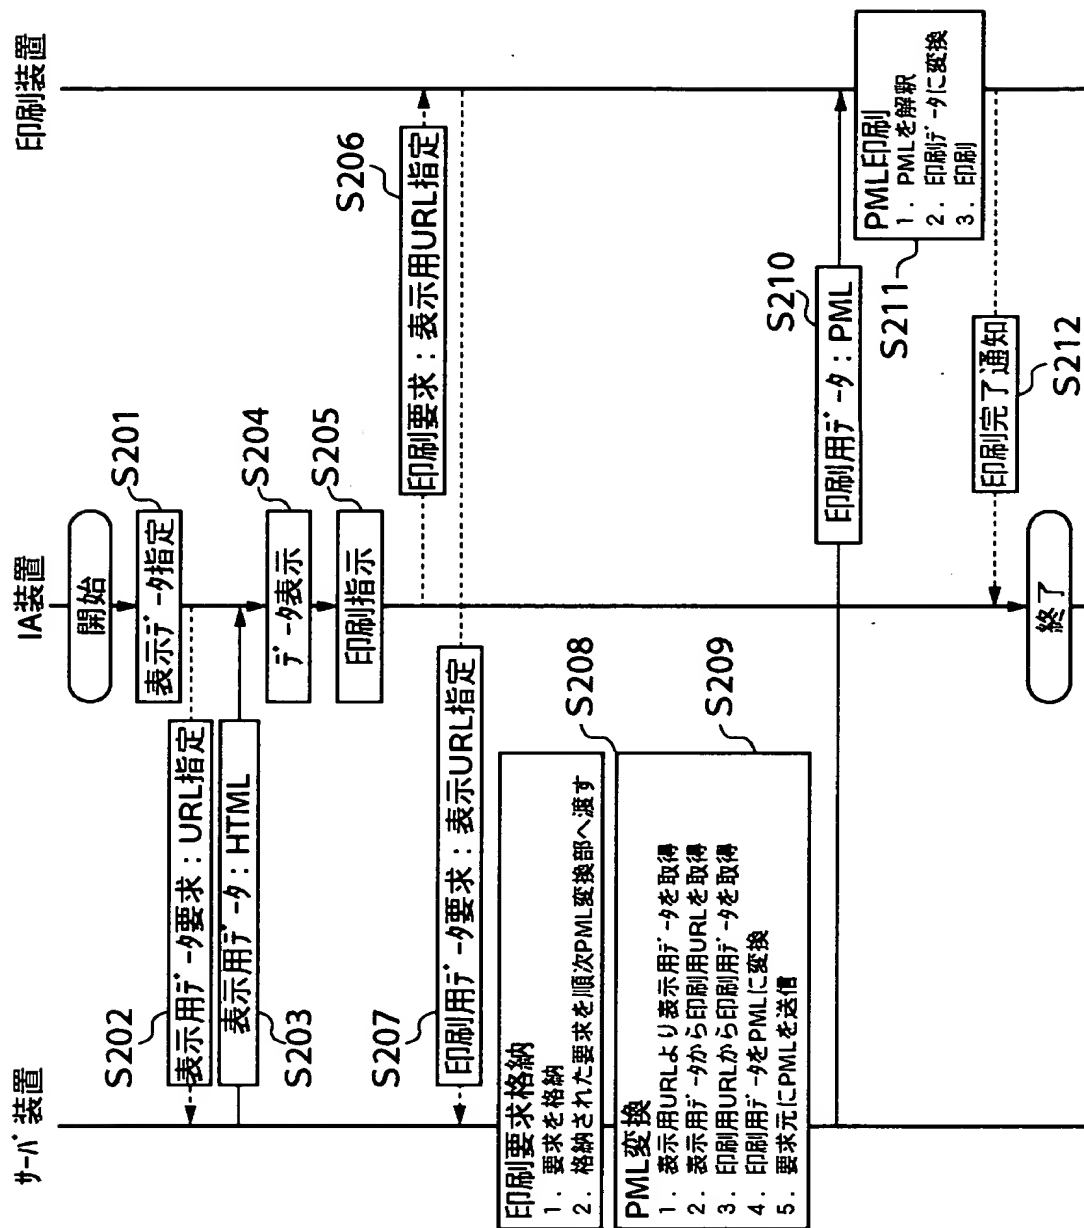 サーバ装置
IA装置
印刷装置
開始
表示データ指定
S201
表示用データ要求：URL指定
S202
表示用データ：HTML
S203
データ表示
S204
印刷指示
S205
印刷要求：表示用URL指定
S206
印刷用データ要求：表示URL指定
S207
印刷要求格納
1．要求を格納
2．格納された要求を順次PML変換部へ渡す
S208
PML変換
1．表示用URLより表示用データを取得
2．表示用データから印刷用URLを取得
3．印刷用URLから印刷用データを取得
4．印刷用データをPMLに変換
5．要求元にPMLを送信
S209
印刷用データ：PML
S210
PML印刷
1．PMLを解釈
2．印刷データに変換
3．印刷
S211
印刷完了通知
S212
終了